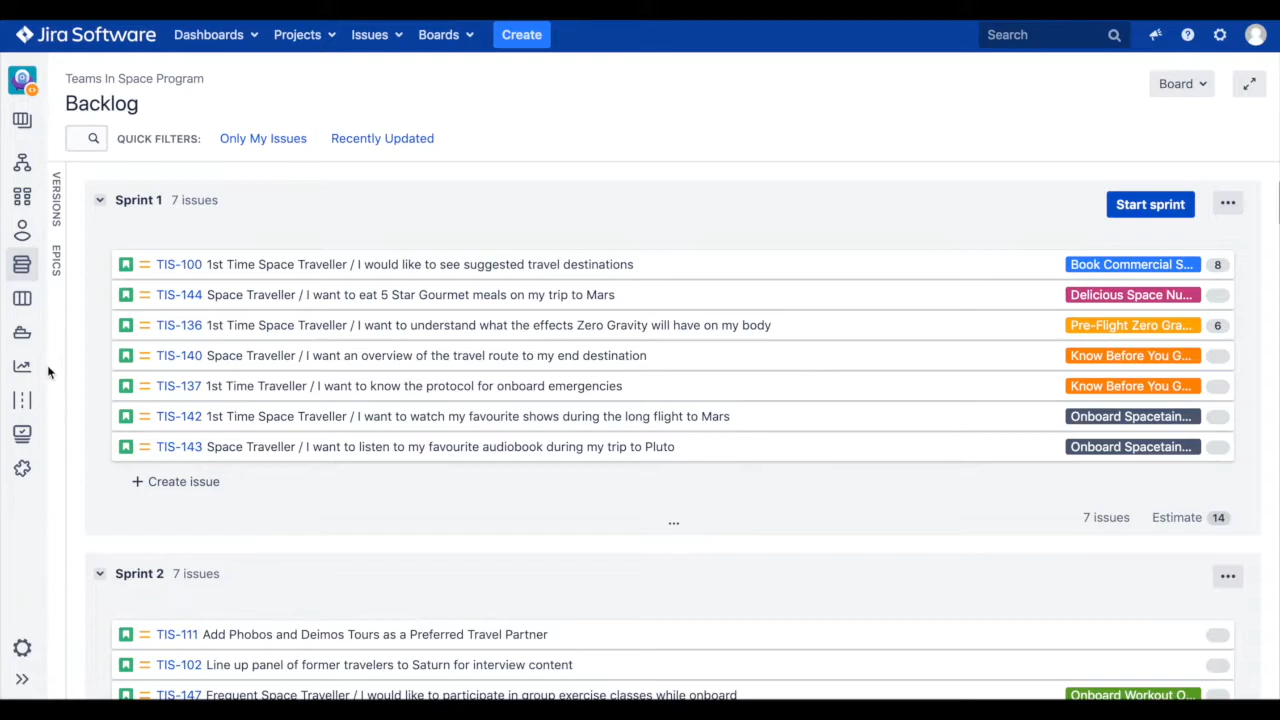 Jira Software Dashboards Projects Issues Boards Create Search
Teams In Space Program
Board
Backlog
QUICK FILTERS: Only My Issues Recently Updated
VERSIONS
EPICS
Sprint 1 7 issues
Start sprint
TIS-100 1st Time Space Traveller / I would like to see suggested travel destinations Book Commercial S... 8
TIS-144 Space Traveller / I want to eat 5 Star Gourmet meals on my trip to Mars Delicious Space Nu...
TIS-136 1st Time Space Traveller / I want to understand what the effects Zero Gravity will have on my body Pre-Flight Zero Gra... 6
TIS-140 Space Traveller / I want an overview of the travel route to my end destination Know Before You G...
TIS-137 1st Time Traveller / I want to know the protocol for onboard emergencies Know Before You G...
TIS-142 1st Time Space Traveller / I want to watch my favourite shows during the long flight to Mars Onboard Spacetain...
TIS-143 Space Traveller / I want to listen to my favourite audiobook during my trip to Pluto Onboard Spacetain...
+ Create issue
7 issues Estimate 14
Sprint 2 7 issues
TIS-111 Add Phobos and Deimos Tours as a Preferred Travel Partner
TIS-102 Line up panel of former travelers to Saturn for interview content
TIS-147 Frequent Space Traveller / I would like to participate in group exercise classes while onboard Onboard Workout O...